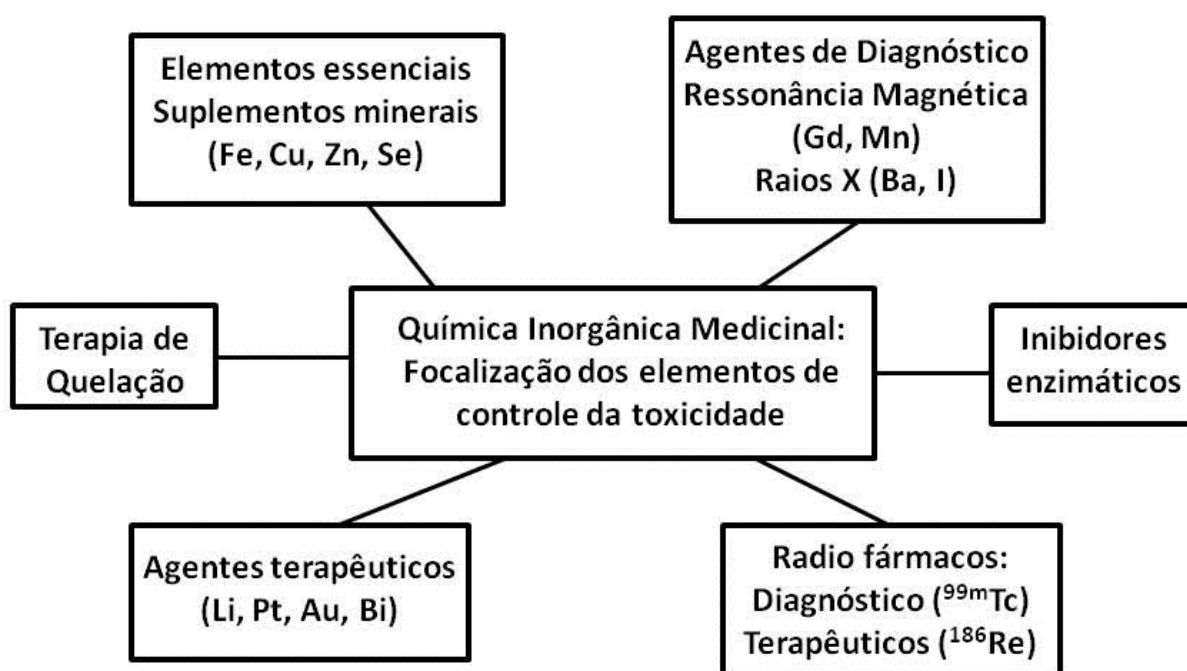 Elementos essenciais
Suplementos minerais
(Fe, Cu, Zn, Se)
Agentes de Diagnóstico
Ressonância Magnética
(Gd, Mn)
Raios X (Ba, I)
Terapia de
Quelação
Química Inorgânica Medicinal:
Focalização dos elementos de
controle da toxicidade
Inibidores
enzimáticos
Agentes terapêuticos
(Li, Pt, Au, Bi)
Radio fármacos:
Diagnóstico (⁹⁹ᵐTc)
Terapêuticos (¹⁸⁶Re)